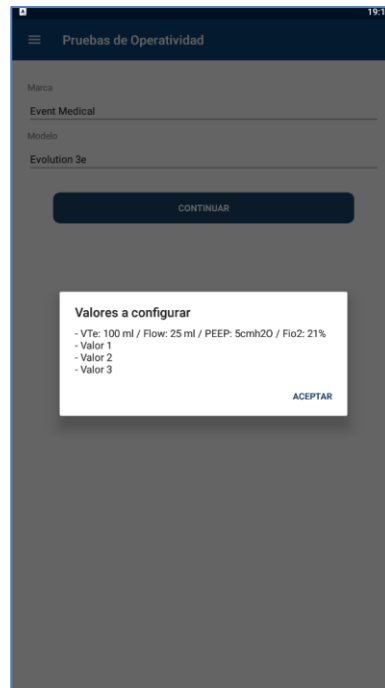 19:1
Pruebas de Operatividad
Marca
Event Medical
Modelo
Evolution 3e
CONTINUAR
Valores a configurar
- VTe: 100 ml / Flow: 25 ml / PEEP: 5cmh2O / Fio2: 21%
- Valor 1
- Valor 2
- Valor 3
ACEPTAR